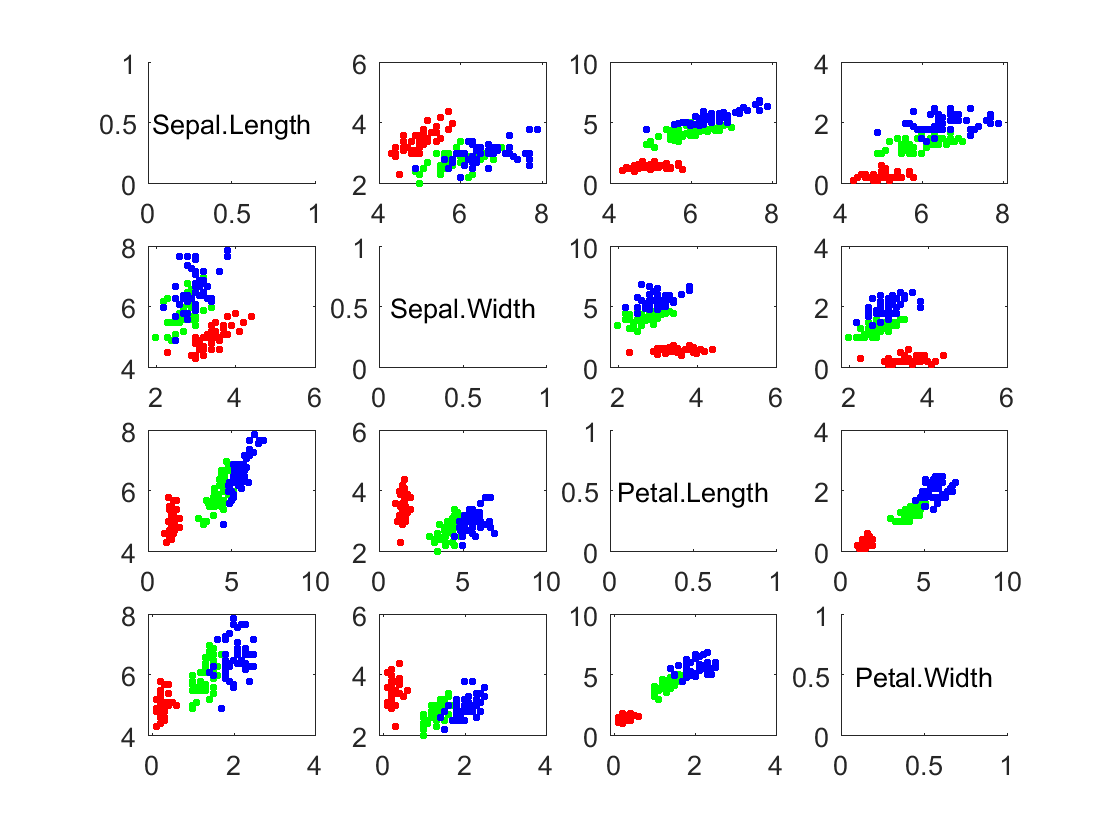 1 6 10 4
0.5 Sepal.Length 4 5 2
0 2 0 0
0 0.5 1 4 6 8 4 6 8 4 6 8
8 1 10 4
6 0.5 Sepal.Width 5 2
4 0 0 0
2 4 6 0 0.5 1 2 4 6 2 4 6
8 6 1 4
6 4 0.5 Petal.Length 2
4 2 0 0
0 5 10 0 5 10 0 0.5 1 0 5 10
8 6 10 1
6 4 5 0.5 Petal.Width
4 2 0 0
0 2 4 0 2 4 0 2 4 0 0.5 1